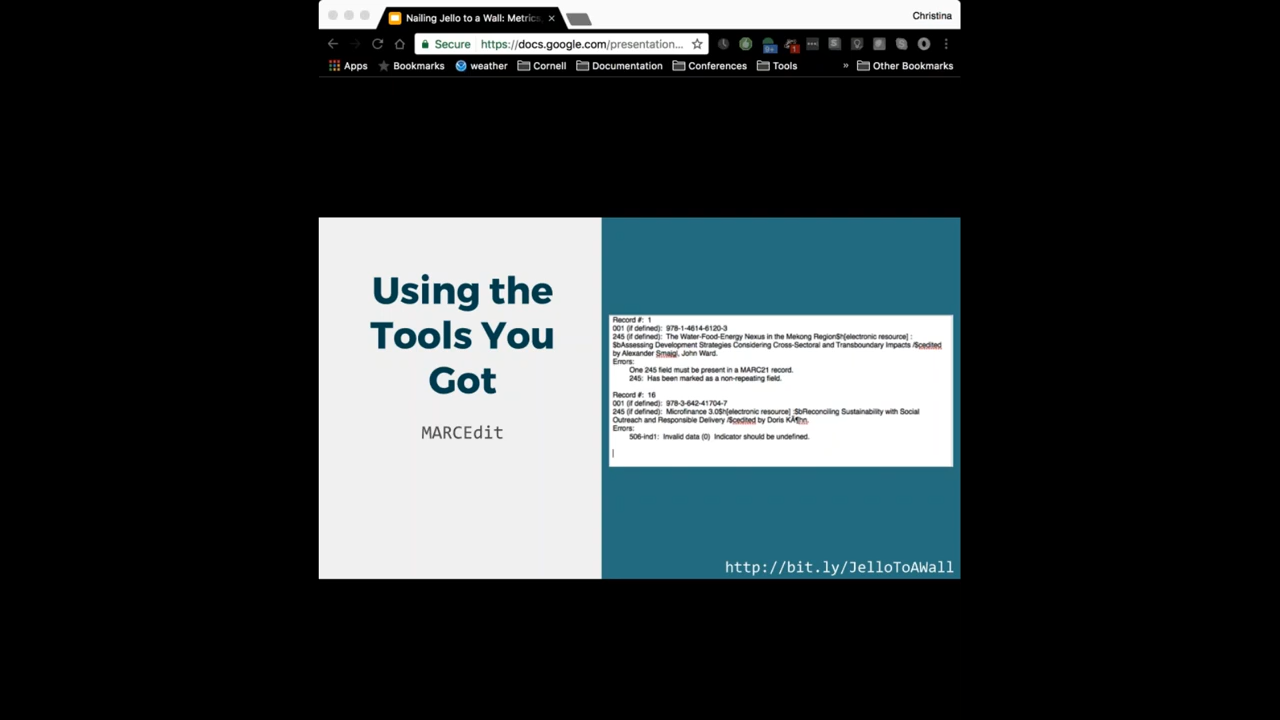 Nailing Jello to a Wall: Metrics,
Christina
Secure https://docs.google.com/presentation...
9+
1
Apps Bookmarks weather Cornell Documentation Conferences Tools » Other Bookmarks
Using the
Tools You
Got
MARCEdit
Record #: 1
001 (if defined): 978-1-4614-6120-3
245 (if defined): The Water-Food-Energy Nexus in the Mekong Region$h[electronic resource] :
$bAssessing Development Strategies Considering Cross-Sectoral and Transboundary Impacts /$cedited
by Alexander Smajgl, John Ward.
Errors:
One 245 field must be present in a MARC21 record.
245: Has been marked as a non-repeating field.
Record #: 16
001 (if defined): 978-3-642-41704-7
245 (if defined): Microfinance 3.0$h[electronic resource] :$bReconciling Sustainability with Social
Outreach and Responsible Delivery /$cedited by Doris KÃ¶hn.
Errors:
506-ind1: Invalid data (0) Indicator should be undefined.
http://bit.ly/JelloToAWall